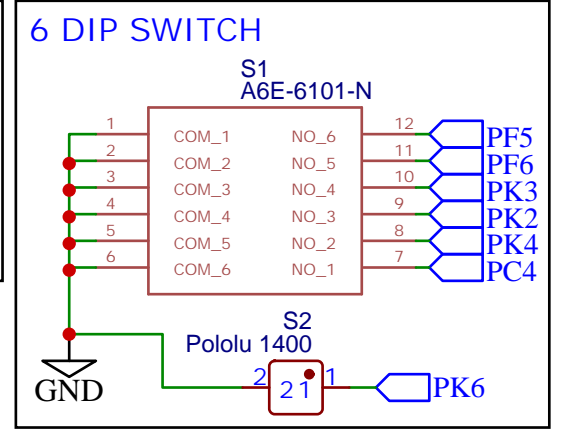 6 DIP SWITCH
S1
A6E-6101-N
1 COM_1 NO_6 12 PF5
2 COM_2 NO_5 11 PF6
3 COM_3 NO_4 10 PK3
4 COM_4 NO_3 9 PK2
5 COM_5 NO_2 8 PK4
6 COM_6 NO_1 7 PC4
S2
Pololu 1400
GND 2 2 1 1 PK6